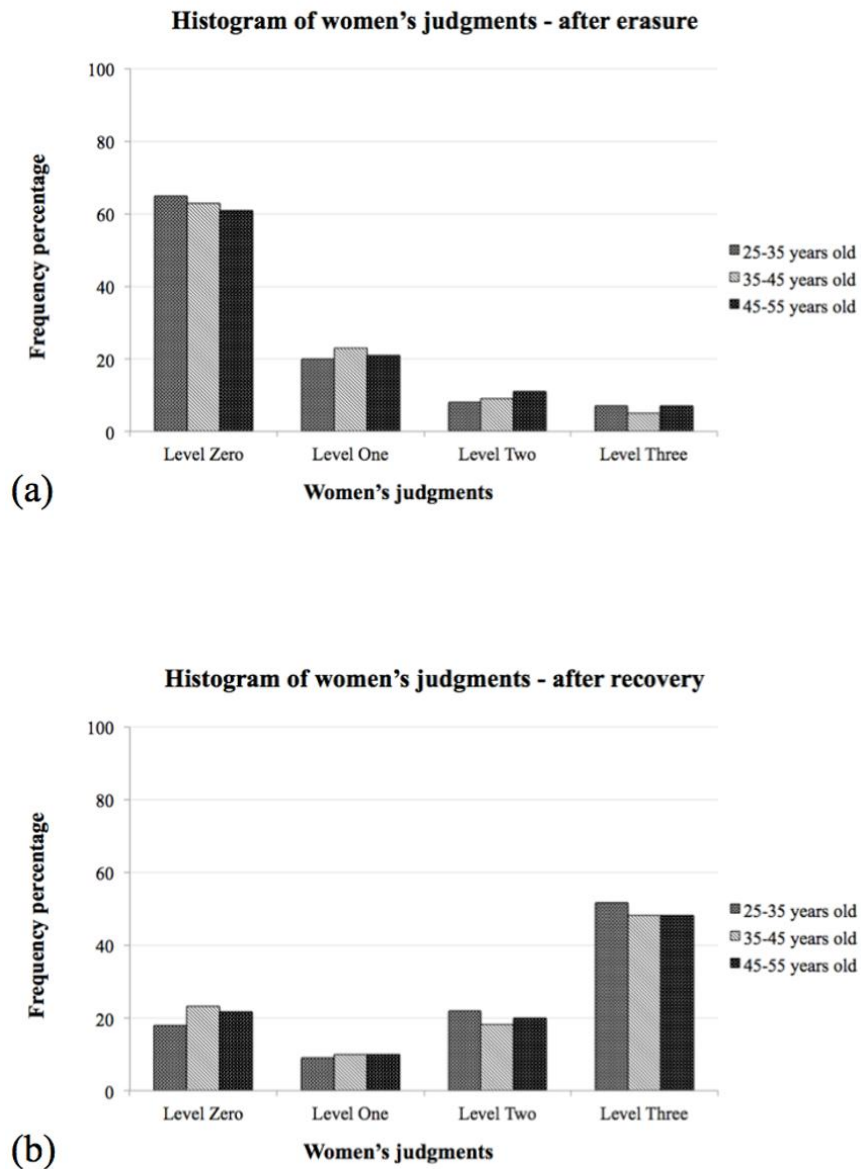 Histogram of women's judgments - after erasure
100
80
60
40
20
0
Frequency percentage
Level Zero Level One Level Two Level Three
Women's judgments
25-35 years old
35-45 years old
45-55 years old
(a)
Histogram of women's judgments - after recovery
100
80
60
40
20
0
Frequency percentage
Level Zero Level One Level Two Level Three
Women's judgments
25-35 years old
35-45 years old
45-55 years old
(b)